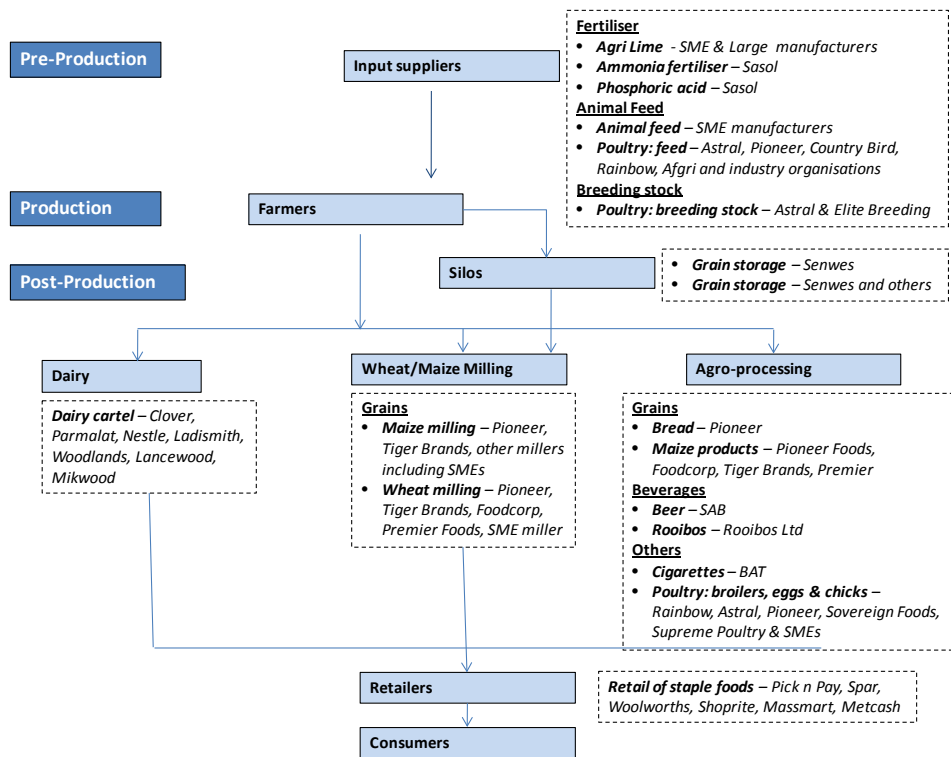 Pre-Production
Input suppliers
Fertiliser
• Agri Lime - SME & Large manufacturers
• Ammonia fertiliser – Sasol
• Phosphoric acid – Sasol
Animal Feed
• Animal feed – SME manufacturers
• Poultry: feed – Astral, Pioneer, Country Bird,
Rainbow, Afgri and industry organisations
Breeding stock
• Poultry: breeding stock – Astral & Elite Breeding
Production
Farmers
Post-Production
Silos
• Grain storage – Senwes
• Grain storage – Senwes and others
Dairy
Dairy cartel – Clover,
Parmalat, Nestle, Ladismith,
Woodlands, Lancewood,
Mikwood
Wheat/Maize Milling
Grains
• Maize milling – Pioneer,
Tiger Brands, other millers
including SMEs
• Wheat milling – Pioneer,
Tiger Brands, Foodcorp,
Premier Foods, SME miller
Agro-processing
Grains
• Bread – Pioneer
• Maize products – Pioneer Foods,
Foodcorp, Tiger Brands, Premier
Beverages
• Beer – SAB
• Rooibos – Rooibos Ltd
Others
• Cigarettes – BAT
• Poultry: broilers, eggs & chicks –
Rainbow, Astral, Pioneer, Sovereign Foods,
Supreme Poultry & SMEs
Retailers
Retail of staple foods – Pick n Pay, Spar,
Woolworths, Shoprite, Massmart, Metcash
Consumers